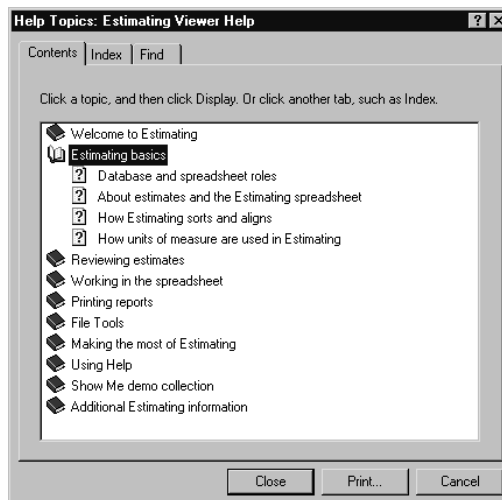 Help Topics: Estimating Viewer Help
Contents Index Find
Click a topic, and then click Display. Or click another tab, such as Index.
Welcome to Estimating
Estimating basics
Database and spreadsheet roles
About estimates and the Estimating spreadsheet
How Estimating sorts and aligns
How units of measure are used in Estimating
Reviewing estimates
Working in the spreadsheet
Printing reports
File Tools
Making the most of Estimating
Using Help
Show Me demo collection
Additional Estimating information
Close Print... Cancel